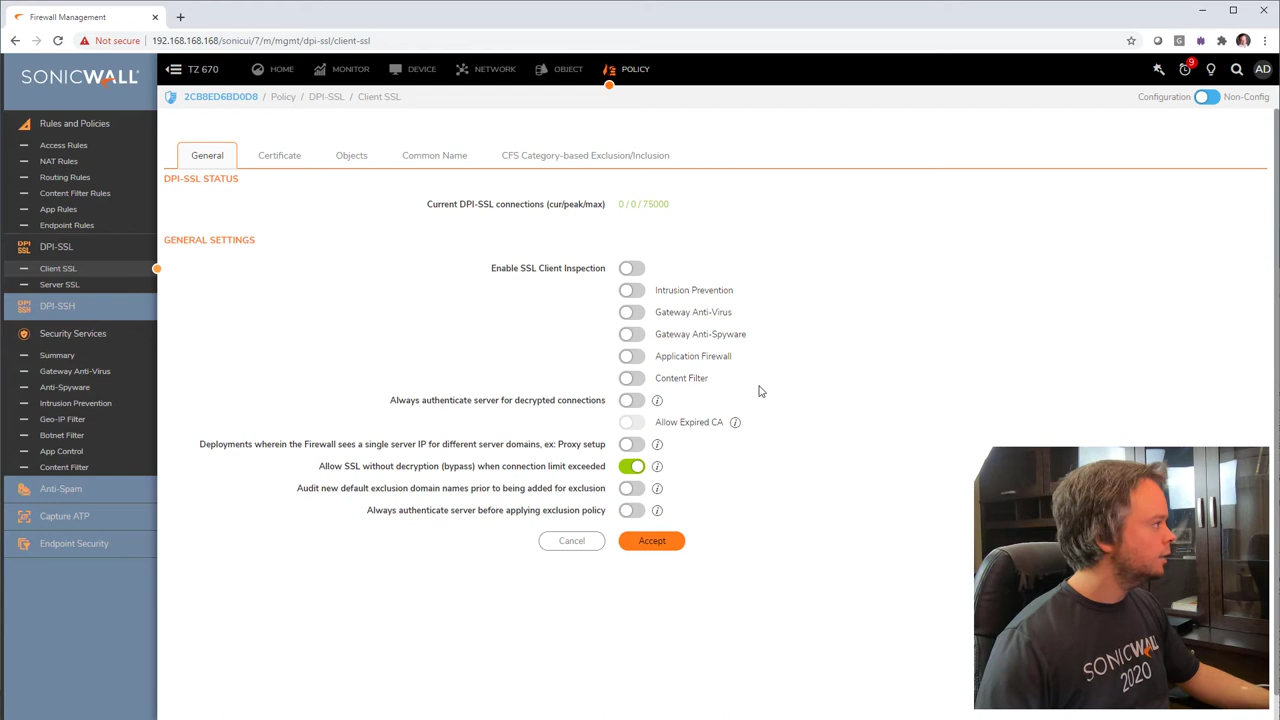 Firewall Management
Not secure
192.168.168.168/sonicui/7/m/mgmt/dpi-ssl/client-ssl
SONICWALL
TZ 670
HOME
MONITOR
DEVICE
NETWORK
OBJECT
POLICY
9
AD
2CB8ED6BD0D8 / Policy / DPI-SSL / Client SSL
Configuration
Non-Config
Rules and Policies
Access Rules
NAT Rules
Routing Rules
Content Filter Rules
App Rules
Endpoint Rules
DPI SSL
DPI-SSL
Client SSL
Server SSL
DPI SSH
DPI-SSH
Security Services
Summary
Gateway Anti-Virus
Anti-Spyware
Intrusion Prevention
Geo-IP Filter
Botnet Filter
App Control
Content Filter
Anti-Spam
Capture ATP
Endpoint Security
General
Certificate
Objects
Common Name
CFS Category-based Exclusion/Inclusion
DPI-SSL STATUS
Current DPI-SSL connections (cur/peak/max)
0 / 0 / 75000
GENERAL SETTINGS
Enable SSL Client Inspection
Intrusion Prevention
Gateway Anti-Virus
Gateway Anti-Spyware
Application Firewall
Content Filter
Always authenticate server for decrypted connections
Allow Expired CA
Deployments wherein the Firewall sees a single server IP for different server domains, ex: Proxy setup
Allow SSL without decryption (bypass) when connection limit exceeded
Audit new default exclusion domain names prior to being added for exclusion
Always authenticate server before applying exclusion policy
Cancel
Accept
SONICWALL
2020